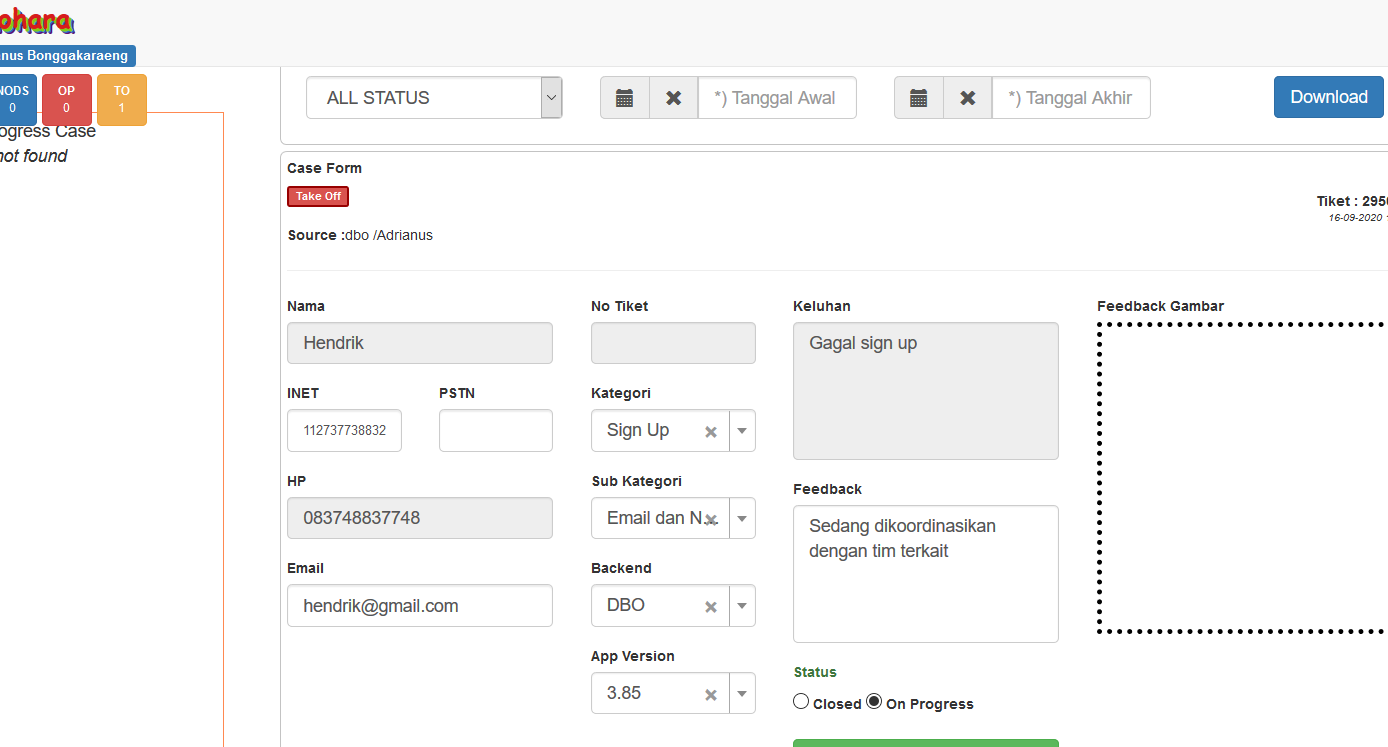 ohara
nus Bonggakaraeng
NODS
0
OP
0
TO
1
ogress Case
not found
ALL STATUS
*) Tanggal Awal
*) Tanggal Akhir
Download
Case Form
Take Off
Tiket : 295
16-09-2020
Source :dbo /Adrianus
Nama
Hendrik
No Tiket
Keluhan
Gagal sign up
Feedback Gambar
INET
112737738832
PSTN
Kategori
Sign Up
HP
083748837748
Sub Kategori
Email dan N...
Feedback
Sedang dikoordinasikan
dengan tim terkait
Email
hendrik@gmail.com
Backend
DBO
App Version
3.85
Status
Closed On Progress